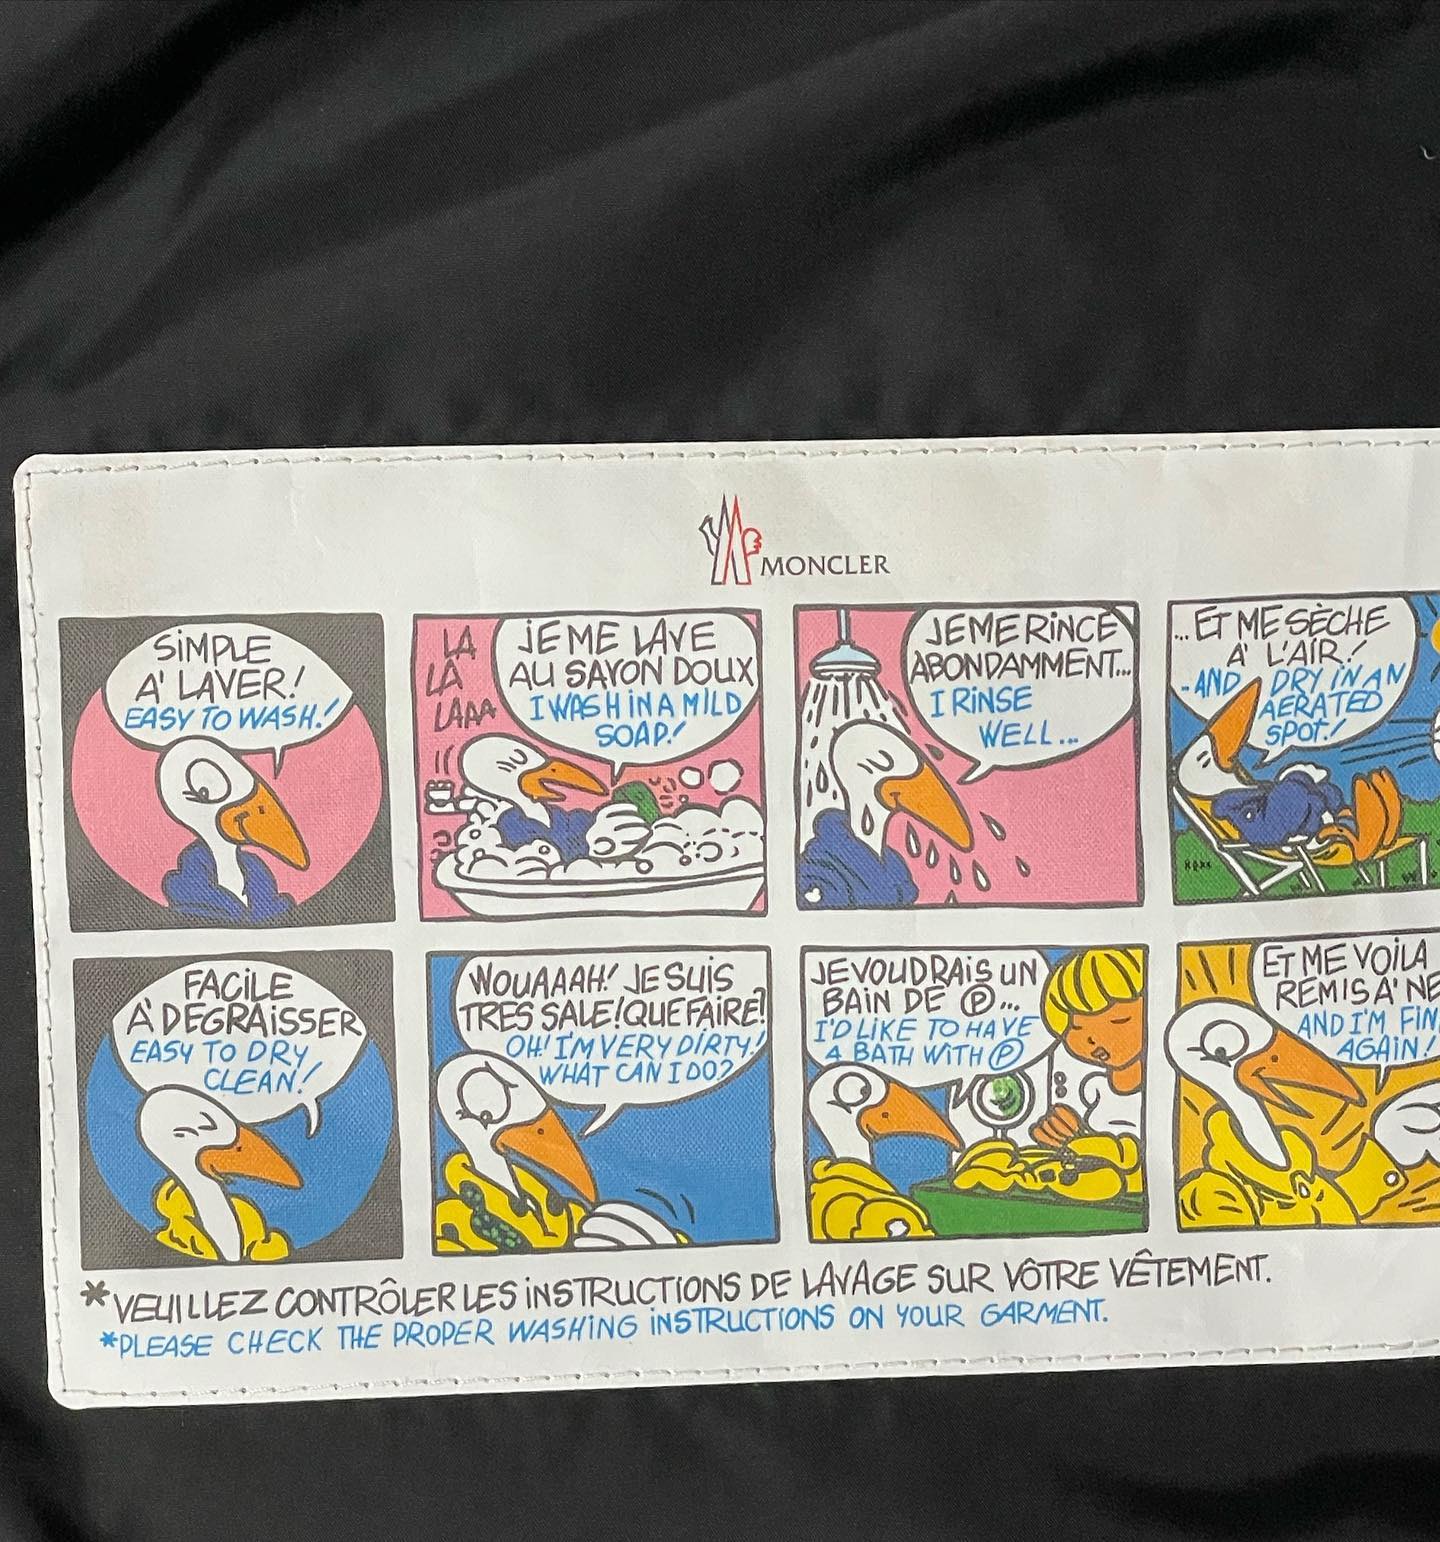 MONCLER
SiMPLE
A' LAVER!
EASY TO WASH!
LA
LA
LAAA
JE ME LAVE
AU SAVON DOUX
I WASH IN A MILD
SOAP!
JE ME RiNCE
ABONDAMMENT...
I RiNSE
WELL...
...ET ME SÈCHE
A' L'AIR!
-AND DRY IN AN
AERATED
SPOT!
FACiLE
A' DEGRAiSSER
EASY TO DRY
CLEAN!
WOUAAAH! JE SUIS
TRES SALE! QUE FAIRE?
OH! I'M VERY DIRTY!
WHAT CAN I DO?
JE VOUDRAiS UN
BAIN DE Ⓟ...
I'D LIKE TO HAVE
A BATH WITH Ⓟ
ET ME VOILA
REMIS A' NE
AND I'M FIN
AGAIN!
*VEUILLEZ CONTRÔLER LES iNSTRUCTIONS DE LAVAGE SUR VÔTRE VÊTEMENT.
*PLEASE CHECK THE PROPER WASHING iNSTRUCTIONS ON YOUR GARMENT.